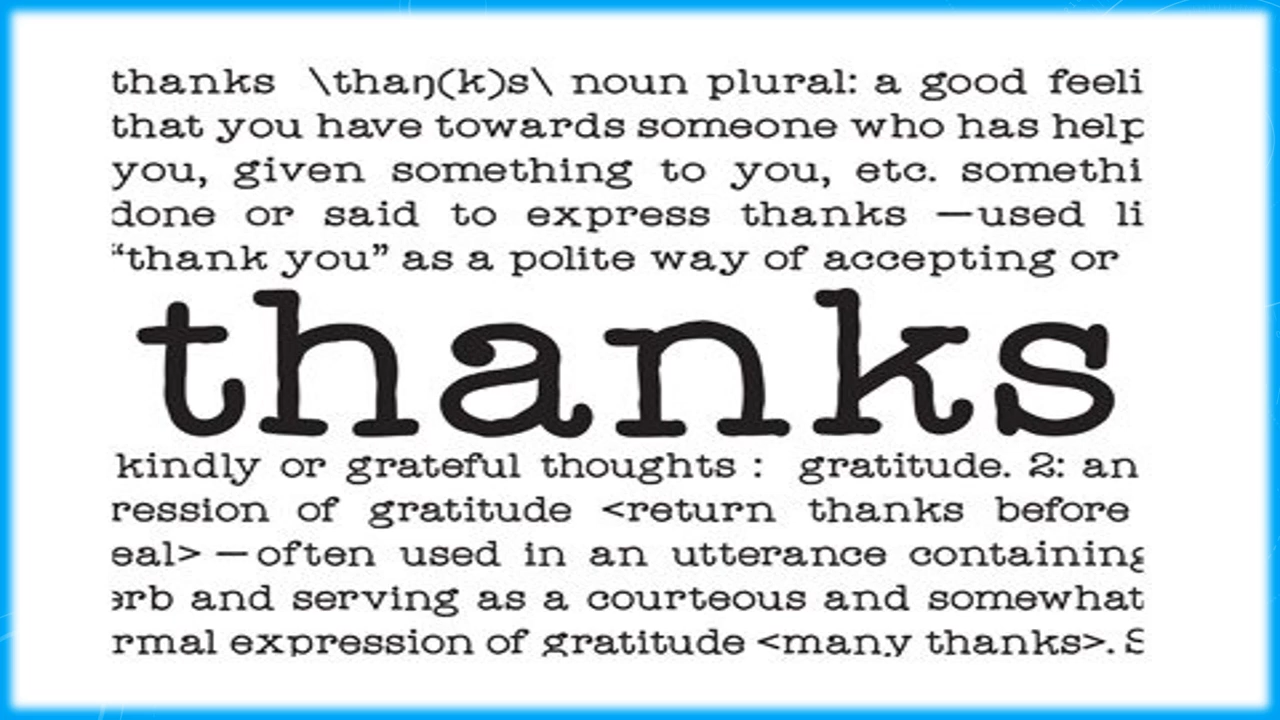 thanks \thaŋ(k)s\ noun plural: a good feeli
that you have towards someone who has help
you, given something to you, etc. somethi
done or said to express thanks —used li
“thank you” as a polite way of accepting or
thanks
kindly or grateful thoughts : gratitude. 2: an
ression of gratitude <return thanks before
eal> —often used in an utterance containing
erb and serving as a courteous and somewhat
rmal expression of gratitude <many thanks>. S